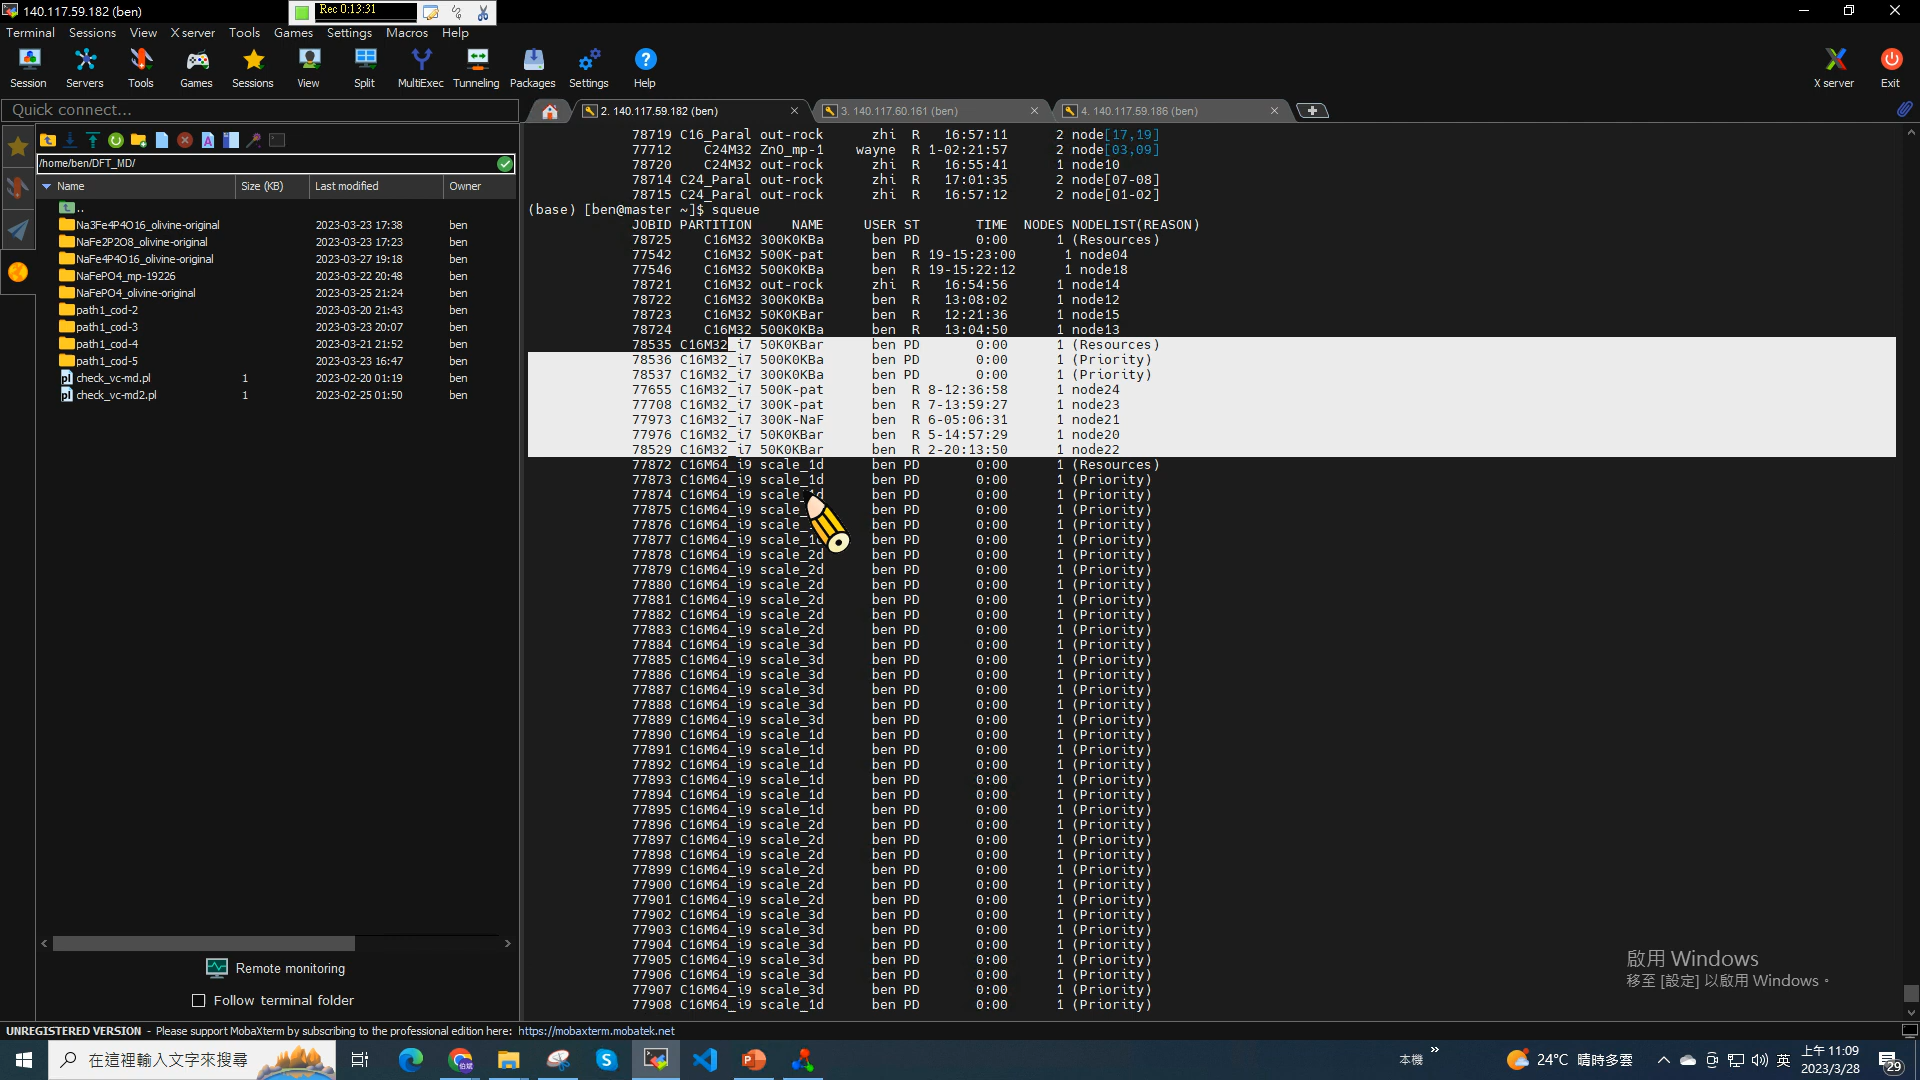 140.117.59.182 (ben)
Rec 0:13:31
Terminal Sessions View X server Tools Games Settings Macros Help
Session Servers Tools Games Sessions View Split MultiExec Tunneling Packages Settings Help X server Exit
Quick connect...
2. 140.117.59.182 (ben) 3. 140.117.60.161 (ben) 4. 140.117.59.186 (ben)
/home/ben/DFT_MD/
Name Size (KB) Last modified Owner
..
Na3Fe4P4O16_olivine-original 2023-03-23 17:38 ben
NaFe2P2O8_olivine-original 2023-03-23 17:23 ben
NaFe4P4O16_olivine-original 2023-03-27 19:18 ben
NaFePO4_mp-19226 2023-03-22 20:48 ben
NaFePO4_olivine-original 2023-03-25 21:24 ben
path1_cod-2 2023-03-20 21:43 ben
path1_cod-3 2023-03-23 20:07 ben
path1_cod-4 2023-03-21 21:52 ben
path1_cod-5 2023-03-23 16:47 ben
check_vc-md.pl 1 2023-02-20 01:19 ben
check_vc-md2.pl 1 2023-02-25 01:50 ben
Remote monitoring
Follow terminal folder
78719 C16_Paral out-rock zhi R 16:57:11 2 node[17,19]
77712 C24M32 ZnO_mp-1 wayne R 1-02:21:57 2 node[03,09]
78720 C24M32 out-rock zhi R 16:55:41 1 node10
78714 C24_Paral out-rock zhi R 17:01:35 2 node[07-08]
78715 C24_Paral out-rock zhi R 16:57:12 2 node[01-02]
(base) [ben@master ~]$ squeue
JOBID PARTITION NAME USER ST TIME NODES NODELIST(REASON)
78725 C16M32 300K0KBa ben PD 0:00 1 (Resources)
77542 C16M32 500K-pat ben R 19-15:23:00 1 node04
77546 C16M32 500K0KBa ben R 19-15:22:12 1 node18
78721 C16M32 out-rock zhi R 16:54:56 1 node14
78722 C16M32 300K0KBa ben R 13:08:02 1 node12
78723 C16M32 50K0KBar ben R 12:21:36 1 node15
78724 C16M32 500K0KBa ben R 13:04:50 1 node13
78535 C16M32_i7 50K0KBar ben PD 0:00 1 (Resources)
78536 C16M32_i7 500K0KBa ben PD 0:00 1 (Priority)
78537 C16M32_i7 300K0KBa ben PD 0:00 1 (Priority)
77655 C16M32_i7 500K-pat ben R 8-12:36:58 1 node24
77708 C16M32_i7 300K-pat ben R 7-13:59:27 1 node23
77973 C16M32_i7 300K-NaF ben R 6-05:06:31 1 node21
77976 C16M32_i7 50K0KBar ben R 5-14:57:29 1 node20
78529 C16M32_i7 50K0KBar ben R 2-20:13:50 1 node22
77872 C16M64_i9 scale_1d ben PD 0:00 1 (Resources)
77873 C16M64_i9 scale_1d ben PD 0:00 1 (Priority)
77874 C16M64_i9 scale_1d ben PD 0:00 1 (Priority)
77875 C16M64_i9 scale_ ben PD 0:00 1 (Priority)
77876 C16M64_i9 scale_ ben PD 0:00 1 (Priority)
77877 C16M64_i9 scale_1d ben PD 0:00 1 (Priority)
77878 C16M64_i9 scale_2d ben PD 0:00 1 (Priority)
77879 C16M64_i9 scale_2d ben PD 0:00 1 (Priority)
77880 C16M64_i9 scale_2d ben PD 0:00 1 (Priority)
77881 C16M64_i9 scale_2d ben PD 0:00 1 (Priority)
77882 C16M64_i9 scale_2d ben PD 0:00 1 (Priority)
77883 C16M64_i9 scale_2d ben PD 0:00 1 (Priority)
77884 C16M64_i9 scale_3d ben PD 0:00 1 (Priority)
77885 C16M64_i9 scale_3d ben PD 0:00 1 (Priority)
77886 C16M64_i9 scale_3d ben PD 0:00 1 (Priority)
77887 C16M64_i9 scale_3d ben PD 0:00 1 (Priority)
77888 C16M64_i9 scale_3d ben PD 0:00 1 (Priority)
77889 C16M64_i9 scale_3d ben PD 0:00 1 (Priority)
77890 C16M64_i9 scale_1d ben PD 0:00 1 (Priority)
77891 C16M64_i9 scale_1d ben PD 0:00 1 (Priority)
77892 C16M64_i9 scale_1d ben PD 0:00 1 (Priority)
77893 C16M64_i9 scale_1d ben PD 0:00 1 (Priority)
77894 C16M64_i9 scale_1d ben PD 0:00 1 (Priority)
77895 C16M64_i9 scale_1d ben PD 0:00 1 (Priority)
77896 C16M64_i9 scale_2d ben PD 0:00 1 (Priority)
77897 C16M64_i9 scale_2d ben PD 0:00 1 (Priority)
77898 C16M64_i9 scale_2d ben PD 0:00 1 (Priority)
77899 C16M64_i9 scale_2d ben PD 0:00 1 (Priority)
77900 C16M64_i9 scale_2d ben PD 0:00 1 (Priority)
77901 C16M64_i9 scale_2d ben PD 0:00 1 (Priority)
77902 C16M64_i9 scale_3d ben PD 0:00 1 (Priority)
77903 C16M64_i9 scale_3d ben PD 0:00 1 (Priority)
77904 C16M64_i9 scale_3d ben PD 0:00 1 (Priority)
77905 C16M64_i9 scale_3d ben PD 0:00 1 (Priority)
77906 C16M64_i9 scale_3d ben PD 0:00 1 (Priority)
77907 C16M64_i9 scale_3d ben PD 0:00 1 (Priority)
77908 C16M64_i9 scale_1d ben PD 0:00 1 (Priority)
啟用 Windows
移至 [設定] 以啟用 Windows。
UNREGISTERED VERSION - Please support MobaXterm by subscribing to the professional edition here: https://mobaxterm.mobatek.net
在這裡輸入文字來搜尋
本機 24°C 晴時多雲 英 上午 11:09
2023/3/28
29